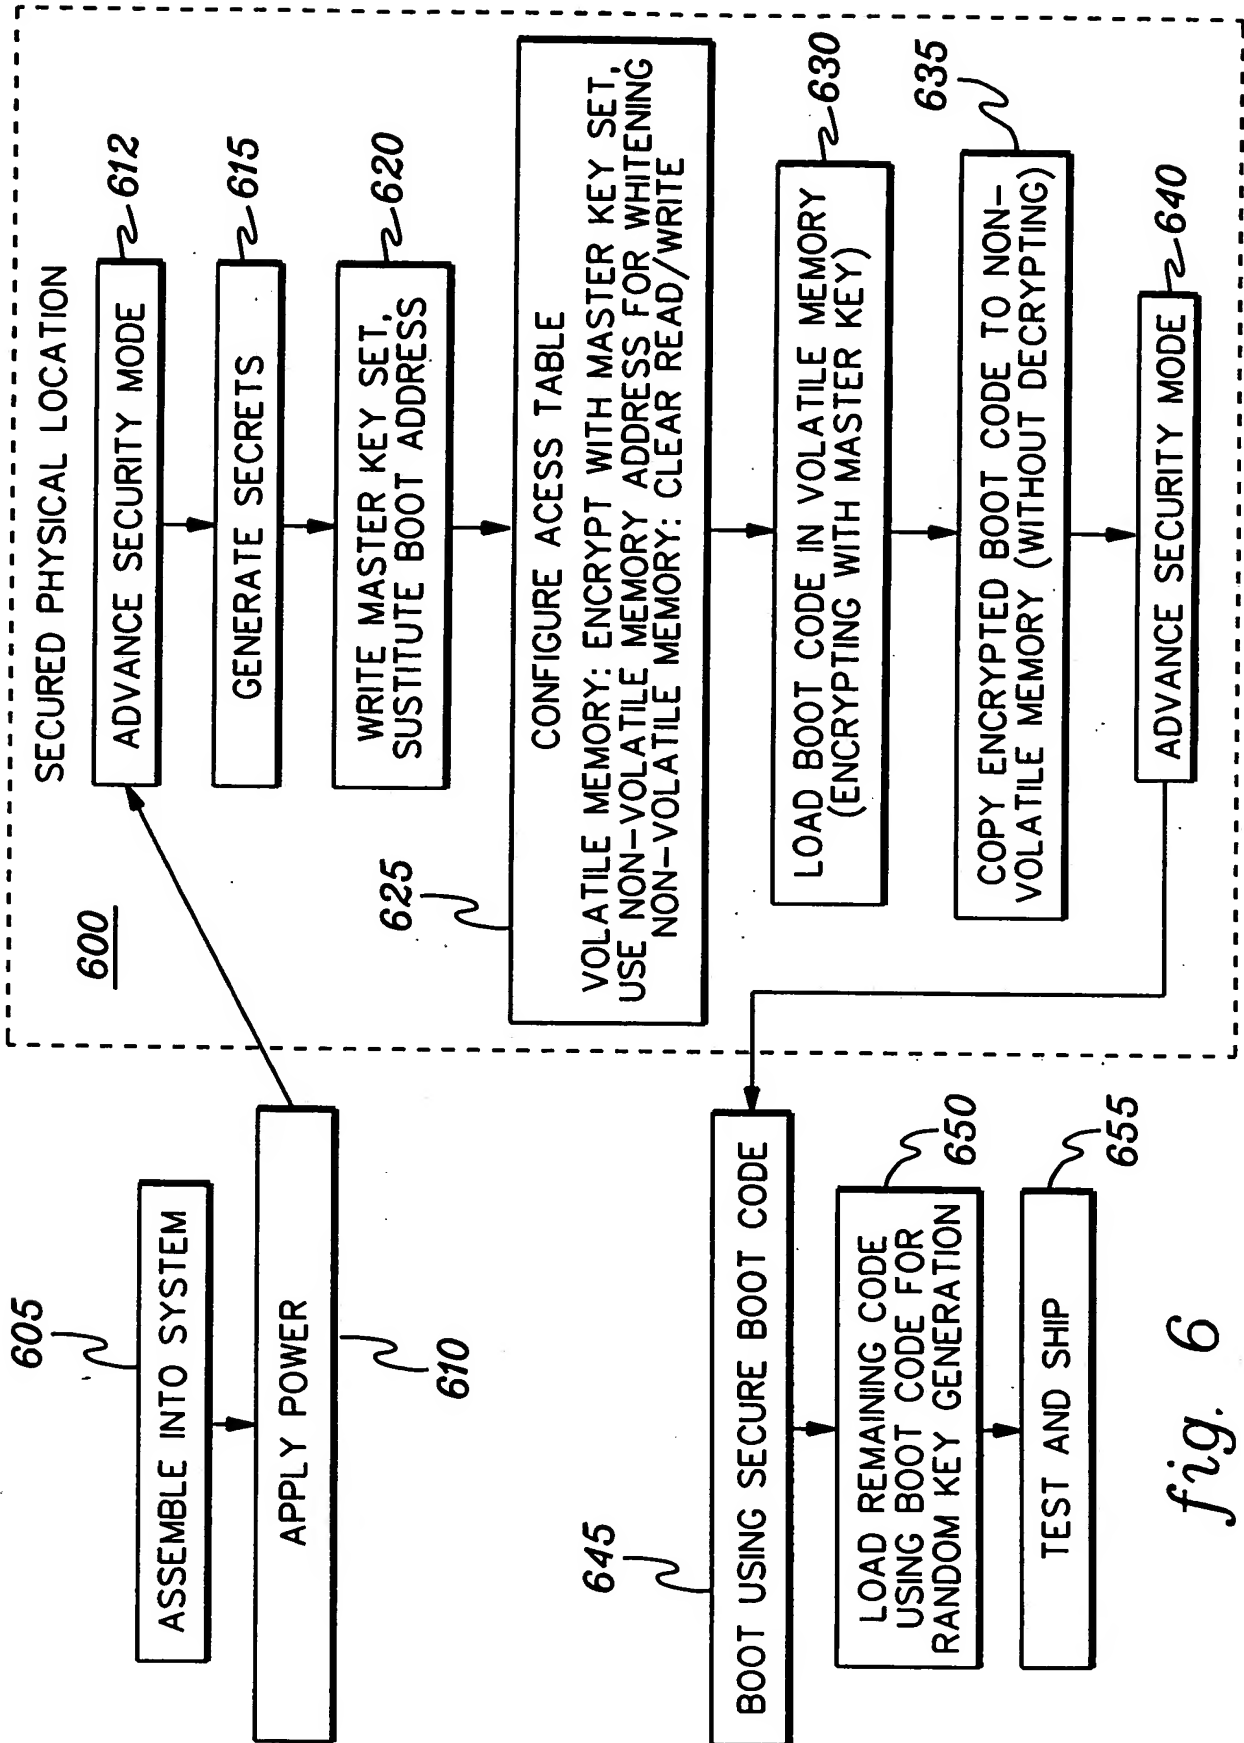 605
ASSEMBLE INTO SYSTEM
APPLY POWER
610
600
SECURED PHYSICAL LOCATION
ADVANCE SECURITY MODE
612
GENERATE SECRETS
615
WRITE MASTER KEY SET,
SUSTITUTE BOOT ADDRESS
620
625
CONFIGURE ACESS TABLE
VOLATILE MEMORY: ENCRYPT WITH MASTER KEY SET,
USE NON-VOLATILE MEMORY ADDRESS FOR WHITENING
NON-VOLATILE MEMORY: CLEAR READ/WRITE
LOAD BOOT CODE IN VOLATILE MEMORY
(ENCRYPTING WITH MASTER KEY)
630
COPY ENCRYPTED BOOT CODE TO NON-
VOLATILE MEMORY (WITHOUT DECRYPTING)
635
ADVANCE SECURITY MODE
640
645
BOOT USING SECURE BOOT CODE
LOAD REMAINING CODE
USING BOOT CODE FOR
RANDOM KEY GENERATION
650
TEST AND SHIP
655
fig. 6